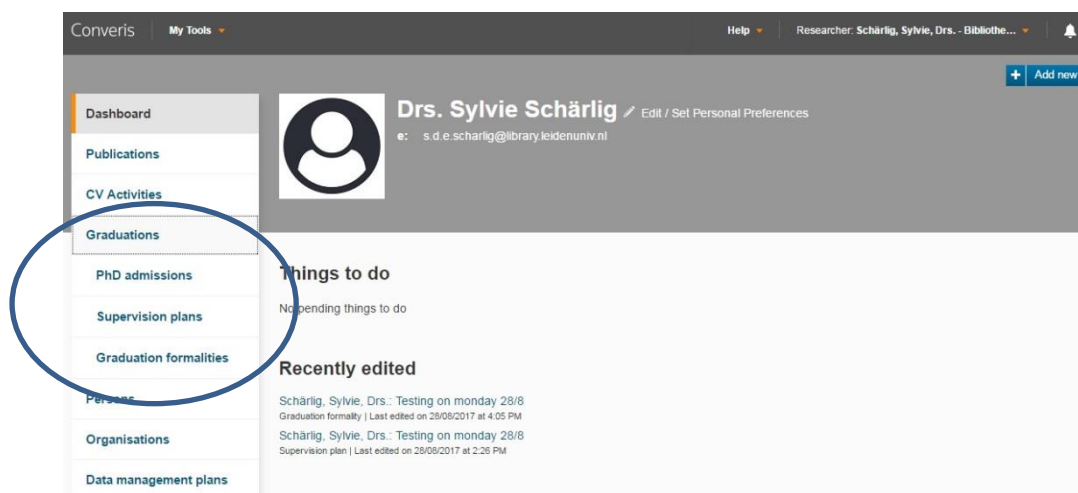 Converis My Tools Help Researcher: Schärlig, Sylvie, Drs. - Bibliothe...
+ Add new
Dashboard
Publications
CV Activities
Graduations
PhD admissions
Supervision plans
Graduation formalities
Persons
Organisations
Data management plans
Drs. Sylvie Schärlig Edit / Set Personal Preferences
e: s.d.e.scharlig@library.leidenuniv.nl
Things to do
No pending things to do
Recently edited
Schärlig, Sylvie, Drs.: Testing on monday 28/8
Graduation formality | Last edited on 28/08/2017 at 4:05 PM
Schärlig, Sylvie, Drs.: Testing on monday 28/8
Supervision plan | Last edited on 28/08/2017 at 2:26 PM